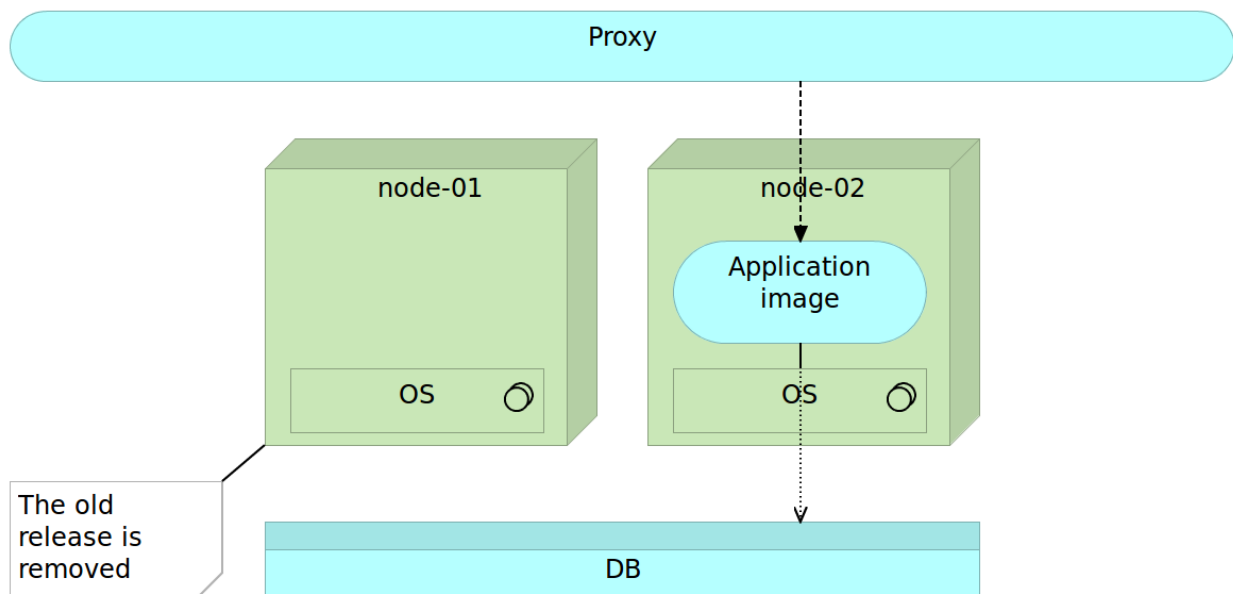 Proxy
node-01
node-02
Application
image
OS
OS
The old
release is
removed
DB